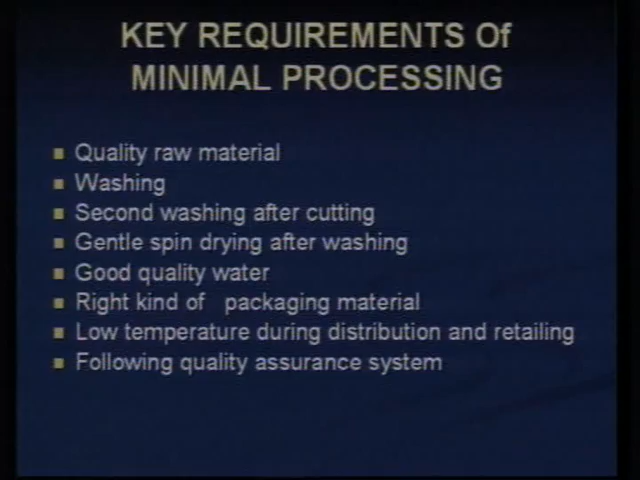 KEY REQUIREMENTS Of
MINIMAL PROCESSING
Quality raw material
Washing
Second washing after cutting
Gentle spin drying after washing
Good quality water
Right kind of packaging material
Low temperature during distribution and retailing
Following quality assurance system